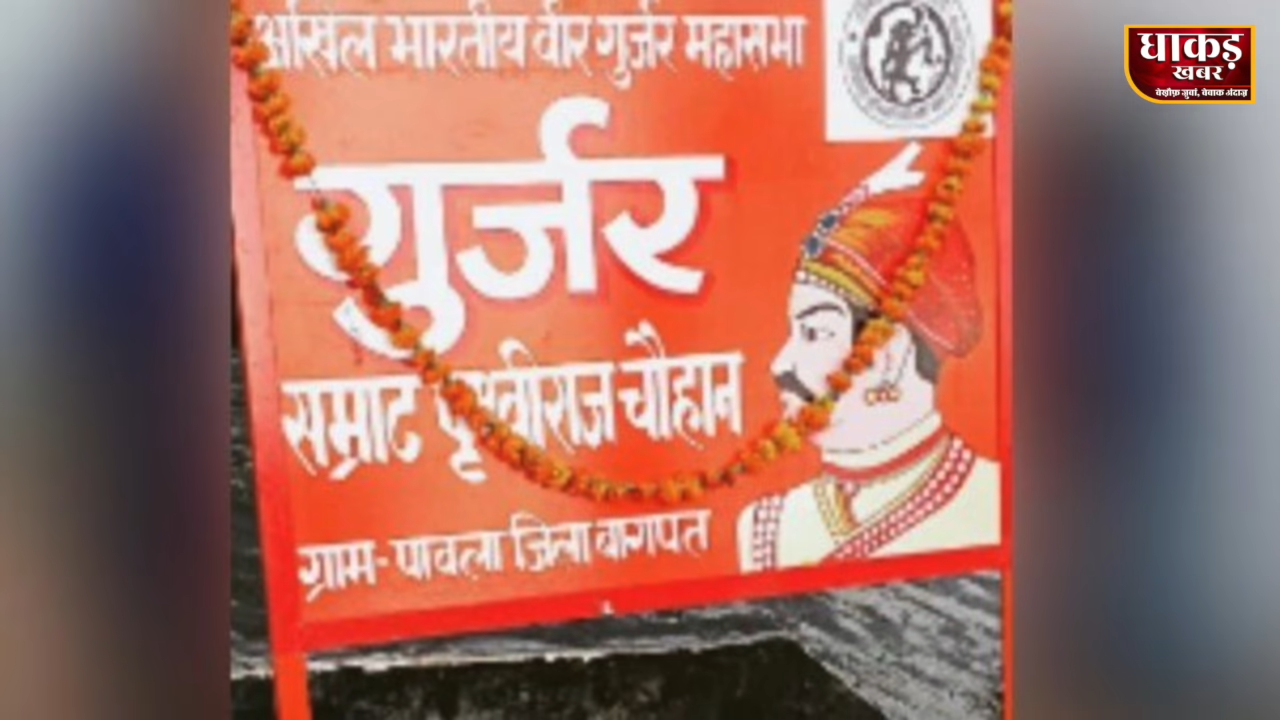 अखिल भारतीय वीर गुर्जर महासभा
गुर्जर
सम्राट पृथ्वीराज चौहान
ग्राम- पावला जिला बागपत
धाकड़
खबर
बेख़ौफ़ जुबां, बेबाक अंदाज़